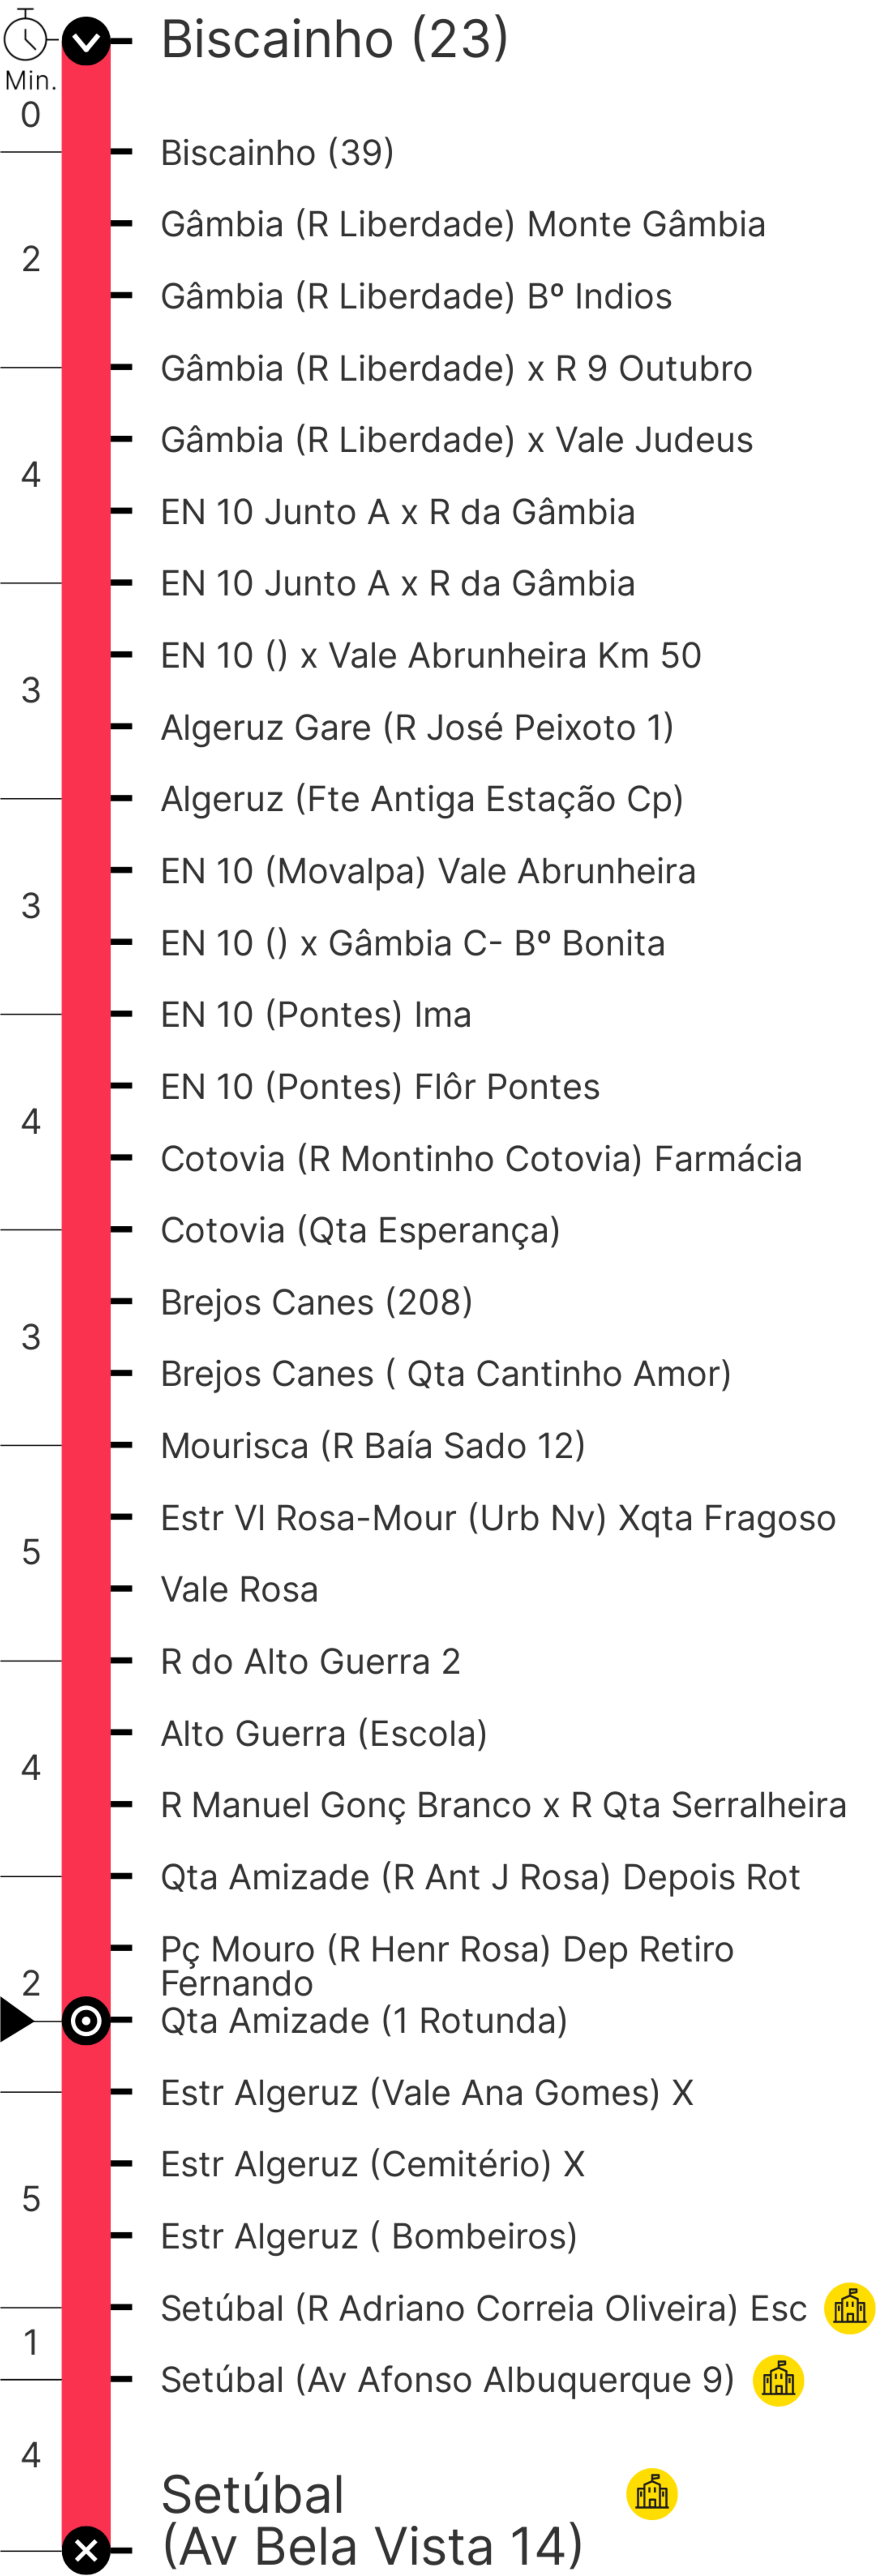 Biscainho (23)
Min.
0
Biscainho (39)
Gâmbia (R Liberdade) Monte Gâmbia
2
Gâmbia (R Liberdade) Bº Indios
Gâmbia (R Liberdade) x R 9 Outubro
Gâmbia (R Liberdade) x Vale Judeus
4
EN 10 Junto A x R da Gâmbia
EN 10 Junto A x R da Gâmbia
EN 10 () x Vale Abrunheira Km 50
3
Algeruz Gare (R José Peixoto 1)
Algeruz (Fte Antiga Estação Cp)
EN 10 (Movalpa) Vale Abrunheira
3
EN 10 () x Gâmbia C- Bº Bonita
EN 10 (Pontes) Ima
EN 10 (Pontes) Flôr Pontes
4
Cotovia (R Montinho Cotovia) Farmácia
Cotovia (Qta Esperança)
Brejos Canes (208)
3
Brejos Canes ( Qta Cantinho Amor)
Mourisca (R Baía Sado 12)
Estr Vl Rosa-Mour (Urb Nv) Xqta Fragoso
5
Vale Rosa
R do Alto Guerra 2
Alto Guerra (Escola)
4
R Manuel Gonç Branco x R Qta Serralheira
Qta Amizade (R Ant J Rosa) Depois Rot
Pç Mouro (R Henr Rosa) Dep Retiro
Fernando
2
Qta Amizade (1 Rotunda)
Estr Algeruz (Vale Ana Gomes) X
Estr Algeruz (Cemitério) X
5
Estr Algeruz ( Bombeiros)
Setúbal (R Adriano Correia Oliveira) Esc
1
Setúbal (Av Afonso Albuquerque 9)
4
Setúbal
(Av Bela Vista 14)